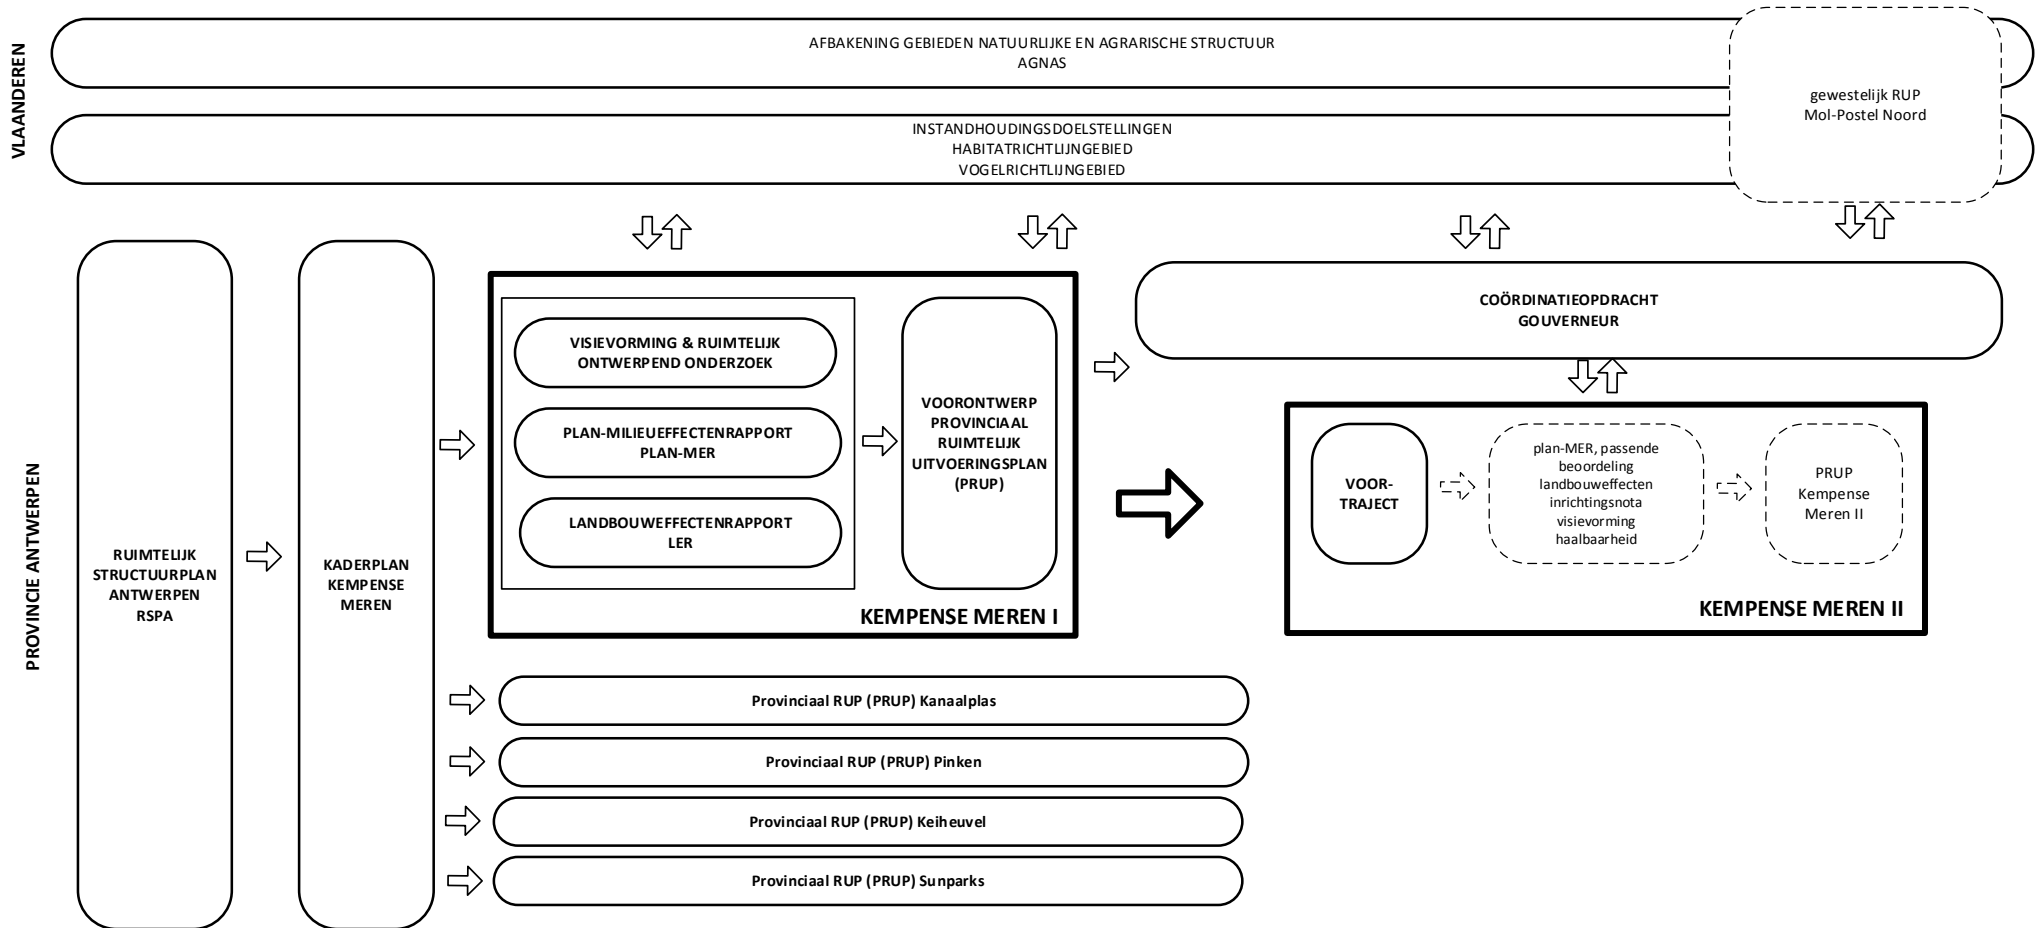 VLAANDEREN
AFBAKENING GEBIEDEN NATUURLIJKE EN AGRARISCHE STRUCTUUR
AGNAS
INSTANDHOUDINGSDOELSTELLINGEN
HABITATRICHTLIJNGEBIED
VOGELRICHTLIJNGEBIED
gewestelijk RUP
Mol-Postel Noord
PROVINCIE ANTWERPEN
RUIMTELIJK
STRUCTUURPLAN
ANTWERPEN
RSPA
KADERPLAN
KEMPENSE
MEREN
VISIEVORMING & RUIMTELIJK
ONTWERPEND ONDERZOEK
PLAN-MILIEUEFFECTENRAPPORT
PLAN-MER
LANDBOUWEFFECTENRAPPORT
LER
VOORONTWERP
PROVINCIAAL
RUIMTELIJK
UITVOERINGSPLAN
(PRUP)
KEMPENSE MEREN I
COÖRDINATIEOPDRACHT
GOUVERNEUR
VOOR-
TRAJECT
plan-MER, passende
beoordeling
landbouweffecten
inrichtingsnota
visievorming
haalbaarheid
PRUP
Kempense
Meren II
KEMPENSE MEREN II
Provinciaal RUP (PRUP) Kanaalplas
Provinciaal RUP (PRUP) Pinken
Provinciaal RUP (PRUP) Keiheuvel
Provinciaal RUP (PRUP) Sunparks